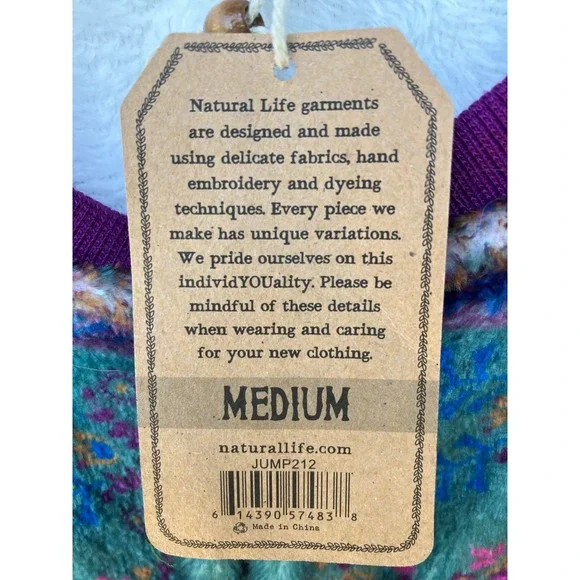 Natural Life garments
are designed and made
using delicate fabrics, hand
embroidery and dyeing
techniques. Every piece we
make has unique variations.
We pride ourselves on this
individYOUality. Please be
mindful of these details
when wearing and caring
for your new clothing.
MEDIUM
naturallife.com
JUMP212
6 14390 57483 8
Made in China